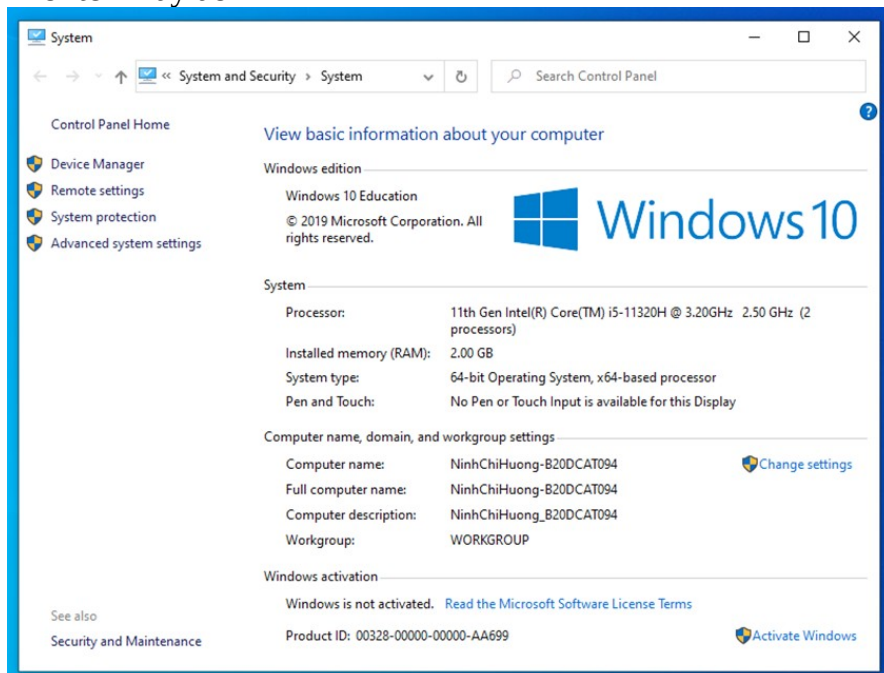 System
System and Security › System
Search Control Panel
Control Panel Home
Device Manager
Remote settings
System protection
Advanced system settings
See also
Security and Maintenance
View basic information about your computer
Windows edition
Windows 10 Education
© 2019 Microsoft Corporation. All
rights reserved.
Windows 10
System
Processor: 11th Gen Intel(R) Core(TM) i5-11320H @ 3.20GHz 2.50 GHz (2
processors)
Installed memory (RAM): 2.00 GB
System type: 64-bit Operating System, x64-based processor
Pen and Touch: No Pen or Touch Input is available for this Display
Computer name, domain, and workgroup settings
Computer name: NinhChiHuong-B20DCAT094 Change settings
Full computer name: NinhChiHuong-B20DCAT094
Computer description: NinhChiHuong_B20DCAT094
Workgroup: WORKGROUP
Windows activation
Windows is not activated. Read the Microsoft Software License Terms
Product ID: 00328-00000-00000-AA699 Activate Windows